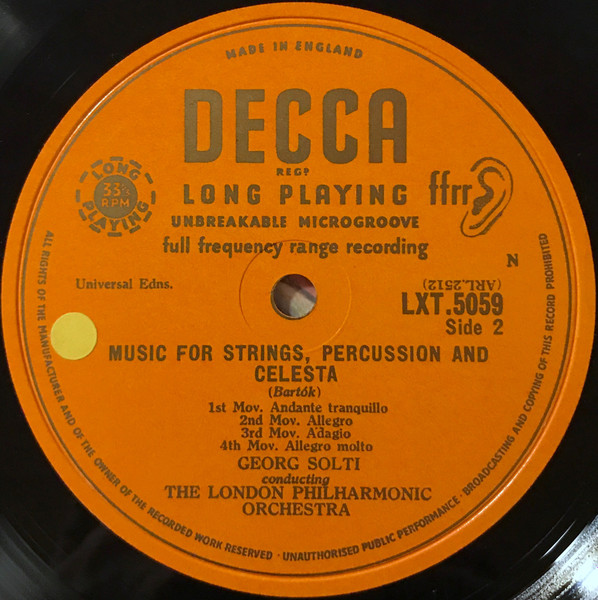 MADE IN ENGLAND
DECCA
REGD
LONG PLAYING
UNBREAKABLE MICROGROOVE
full frequency range recording
LONG
33⅓
R.P.M
PLAYING
ffrr
N
Universal Edns.
(ARL.2512)
LXT.5059
Side 2
MUSIC FOR STRINGS, PERCUSSION AND
CELESTA
(Bartók)
1st Mov. Andante tranquillo
2nd Mov. Allegro
3rd Mov. Adagio
4th Mov. Allegro molto
GEORG SOLTI
conducting
THE LONDON PHILHARMONIC
ORCHESTRA
ALL RIGHTS OF THE MANUFACTURER AND OF THE OWNER OF THE RECORDED WORK RESERVED · UNAUTHORISED PUBLIC PERFORMANCE · BROADCASTING AND COPYING OF THIS RECORD PROHIBITED